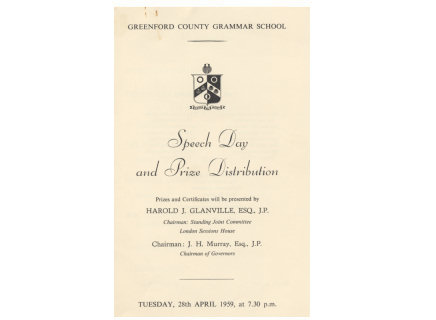 GREENFORD COUNTY GRAMMAR SCHOOL
Speech Day
and Prize Distribution
Prizes and Certificates will be presented by
HAROLD J. GLANVILLE, ESQ., J.P.
Chairman: Standing Joint Committee
London Sessions House
Chairman: J. H. Murray, Esq., J.P.
Chairman of Governors
TUESDAY, 28th APRIL 1959, at 7.30 p.m.